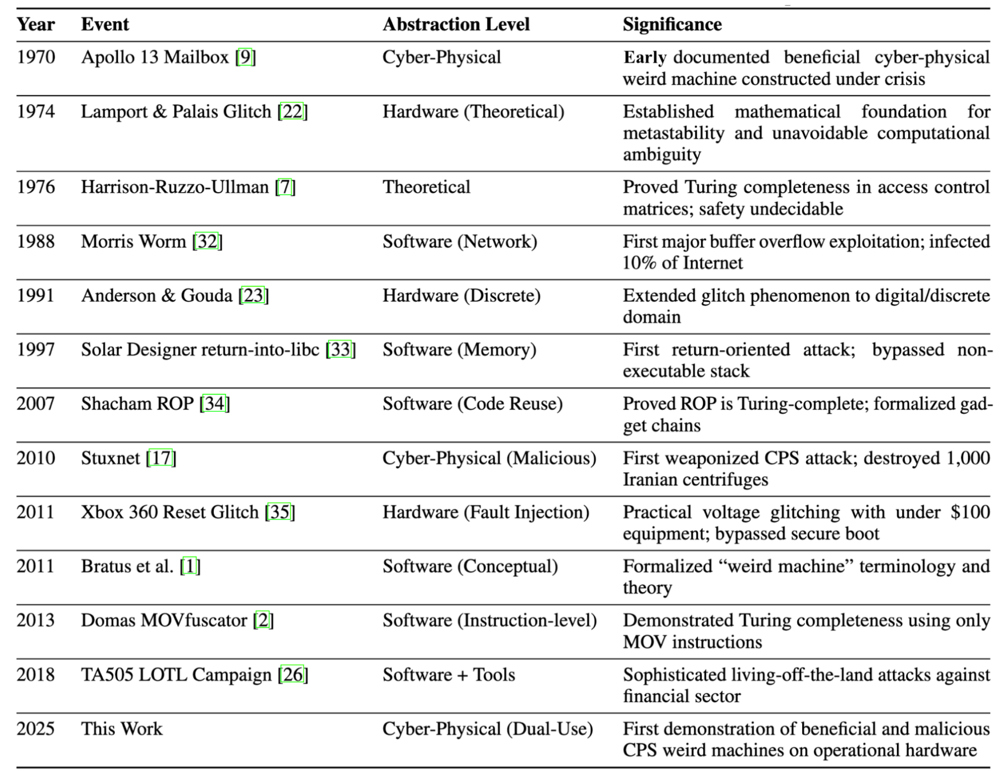 Year Event Abstraction Level Significance
1970 Apollo 13 Mailbox [9] Cyber-Physical Early documented beneficial cyber-physical
weird machine constructed under crisis
1974 Lamport & Palais Glitch [22] Hardware (Theoretical) Established mathematical foundation for
metastability and unavoidable computational
ambiguity
1976 Harrison-Ruzzo-Ullman [7] Theoretical Proved Turing completeness in access control
matrices; safety undecidable
1988 Morris Worm [32] Software (Network) First major buffer overflow exploitation; infected
10% of Internet
1991 Anderson & Gouda [23] Hardware (Discrete) Extended glitch phenomenon to digital/discrete
domain
1997 Solar Designer return-into-libc [33] Software (Memory) First return-oriented attack; bypassed non-
executable stack
2007 Shacham ROP [34] Software (Code Reuse) Proved ROP is Turing-complete; formalized gad-
get chains
2010 Stuxnet [17] Cyber-Physical (Malicious) First weaponized CPS attack; destroyed 1,000
Iranian centrifuges
2011 Xbox 360 Reset Glitch [35] Hardware (Fault Injection) Practical voltage glitching with under $100
equipment; bypassed secure boot
2011 Bratus et al. [1] Software (Conceptual) Formalized “weird machine” terminology and
theory
2013 Domas MOVfuscator [2] Software (Instruction-level) Demonstrated Turing completeness using only
MOV instructions
2018 TA505 LOTL Campaign [26] Software + Tools Sophisticated living-off-the-land attacks against
financial sector
2025 This Work Cyber-Physical (Dual-Use) First demonstration of beneficial and malicious
CPS weird machines on operational hardware